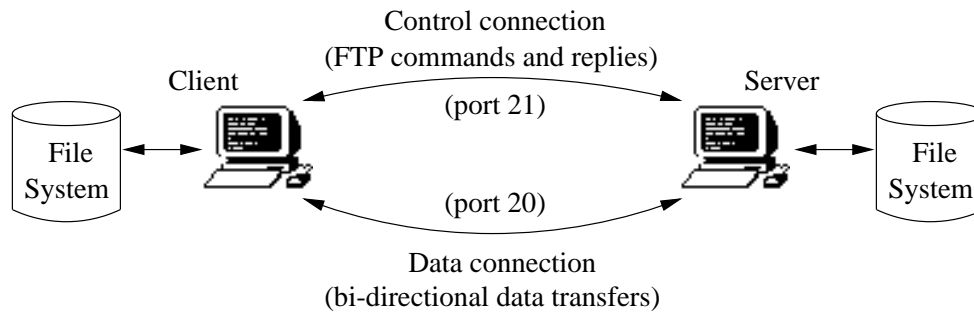 Control connection
(FTP commands and replies)
Client
Server
(port 21)
File
System
File
System
(port 20)
Data connection
(bi-directional data transfers)